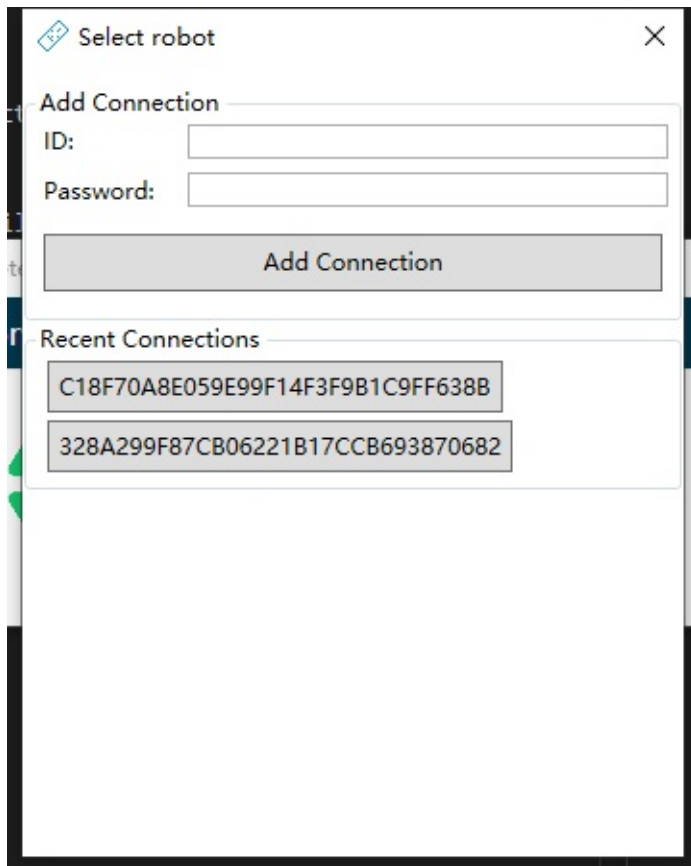 Select robot
Add Connection
ID:
Password:
Add Connection
Recent Connections
C18F70A8E059E99F14F3F9B1C9FF638B
328A299F87CB06221B17CCB693870682